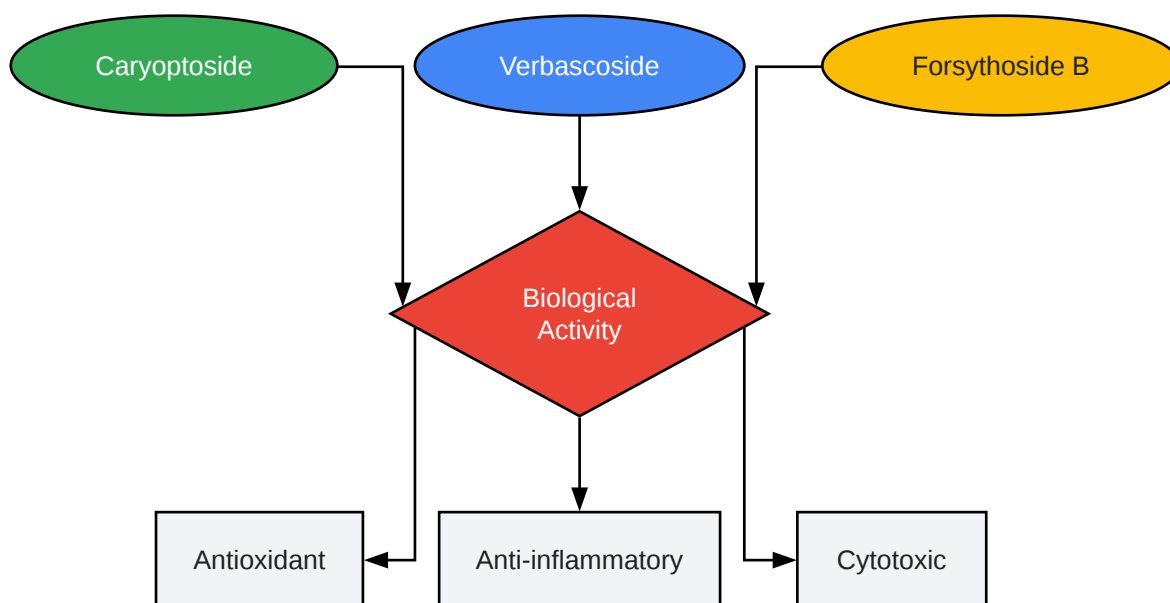 Caryoptoside
Verbascoside
Forsythoside B
Biological
Activity
Antioxidant
Anti-inflammatory
Cytotoxic